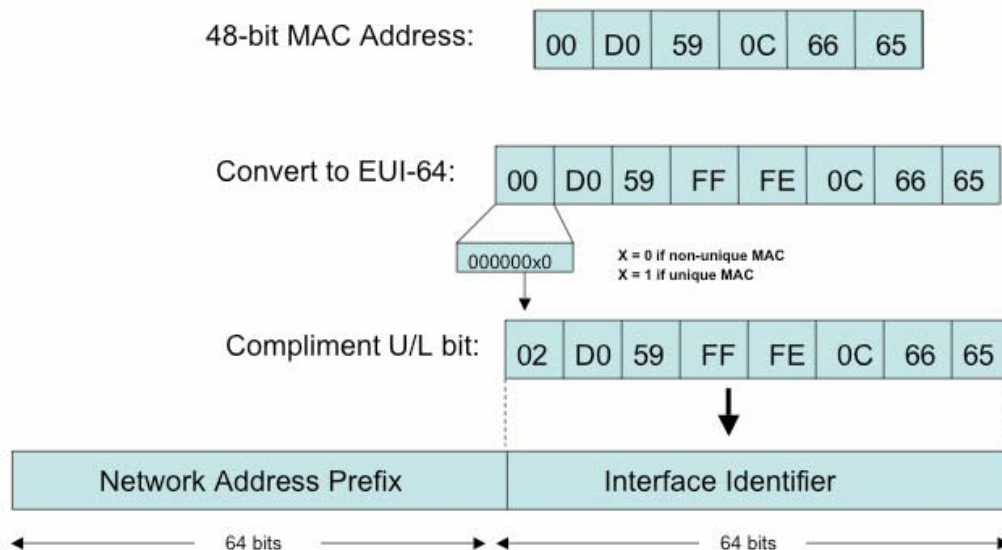 48-bit MAC Address:
00 D0 59 0C 66 65
Convert to EUI-64:
00 D0 59 FF FE 0C 66 65
000000x0
X = 0 if non-unique MAC
X = 1 if unique MAC
Compliment U/L bit:
02 D0 59 FF FE 0C 66 65
Network Address Prefix
Interface Identifier
64 bits
64 bits